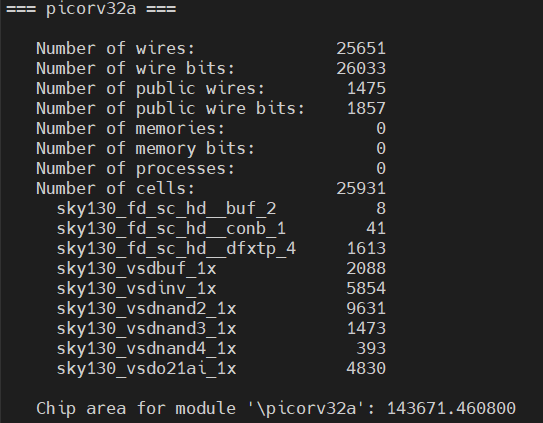 === picorv32a ===
Number of wires: 25651
Number of wire bits: 26033
Number of public wires: 1475
Number of public wire bits: 1857
Number of memories: 0
Number of memory bits: 0
Number of processes: 0
Number of cells: 25931
sky130_fd_sc_hd__buf_2 8
sky130_fd_sc_hd__conb_1 41
sky130_fd_sc_hd__dfxtp_4 1613
sky130_vsdbuf_1x 2088
sky130_vsdinv_1x 5854
sky130_vsdnand2_1x 9631
sky130_vsdnand3_1x 1473
sky130_vsdnand4_1x 393
sky130_vsdo21ai_1x 4830
Chip area for module '\picorv32a': 143671.460800